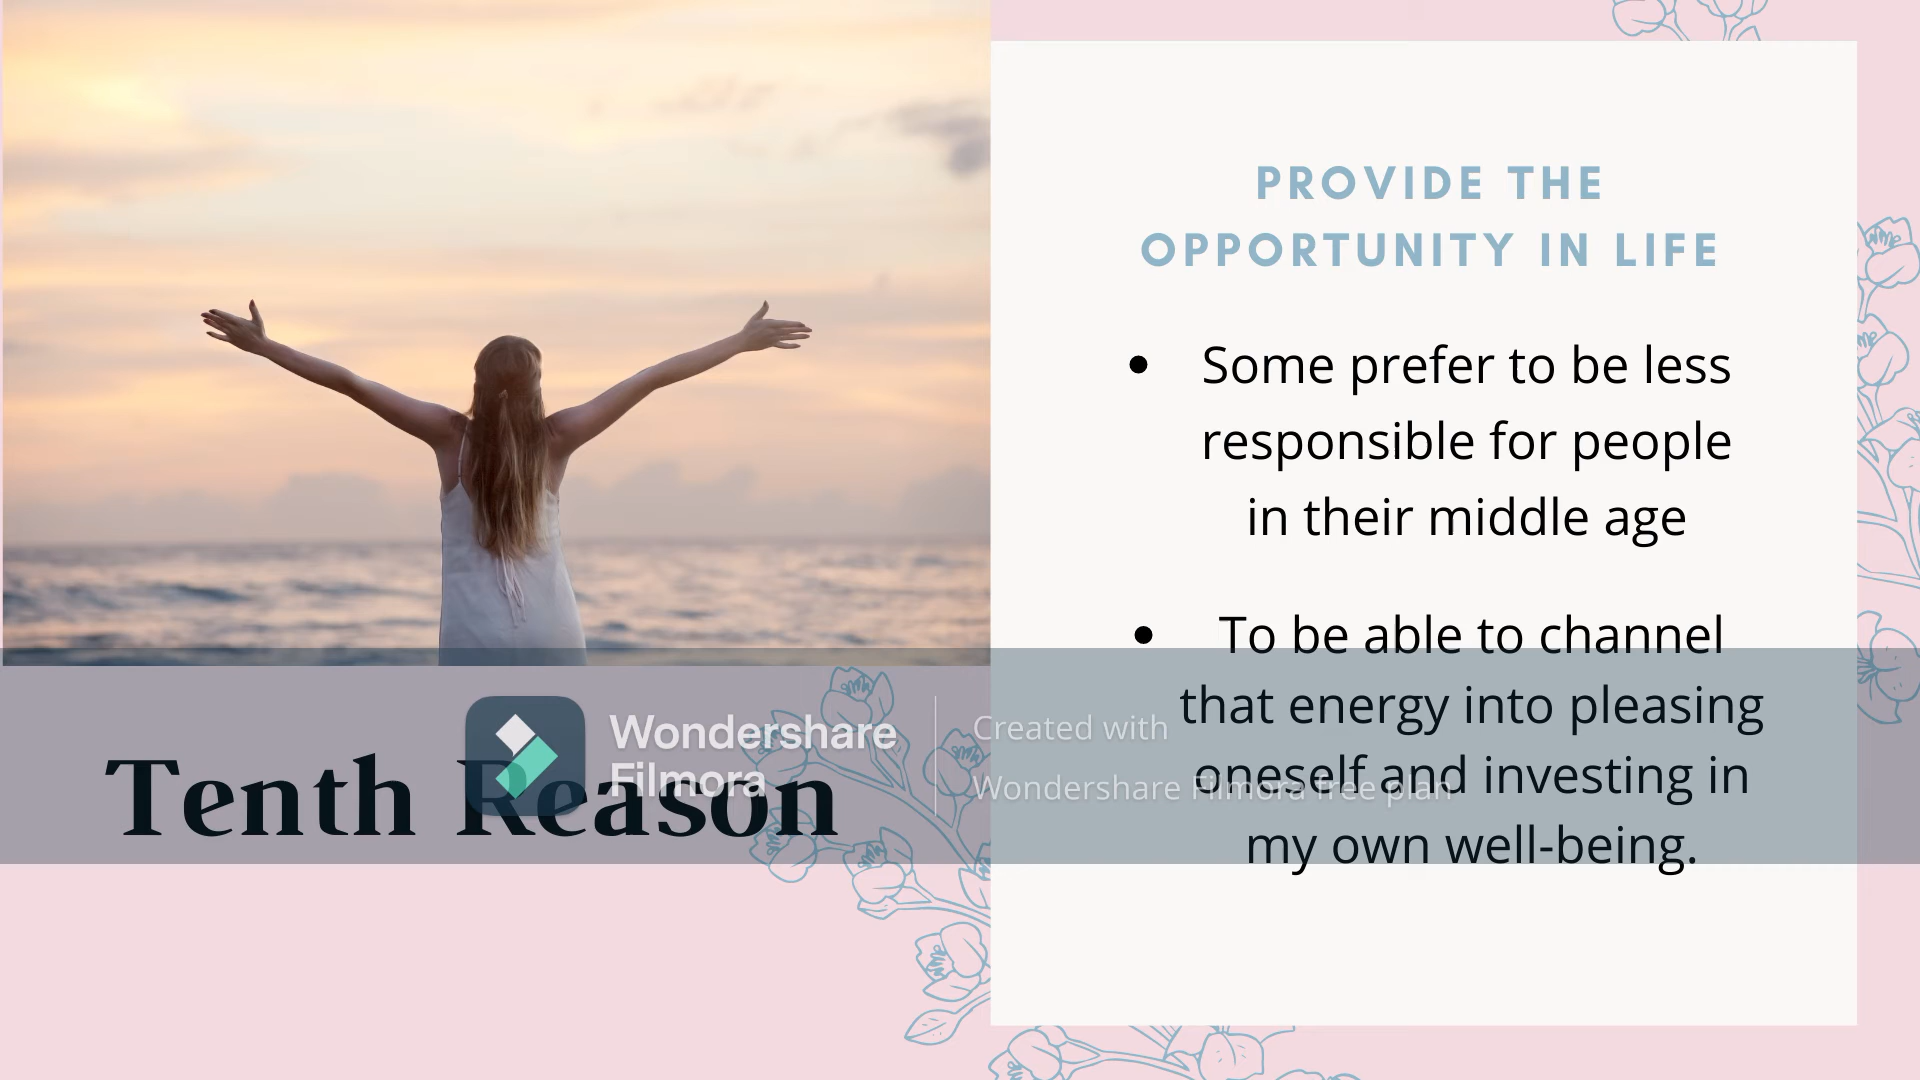 PROVIDE THE
OPPORTUNITY IN LIFE
• Some prefer to be less
responsible for people
in their middle age
• To be able to channel
that energy into pleasing
oneself and investing in
my own well-being.
Tenth Reason
Wondershare
Filmora
Created with
Wondershare Filmora free plan